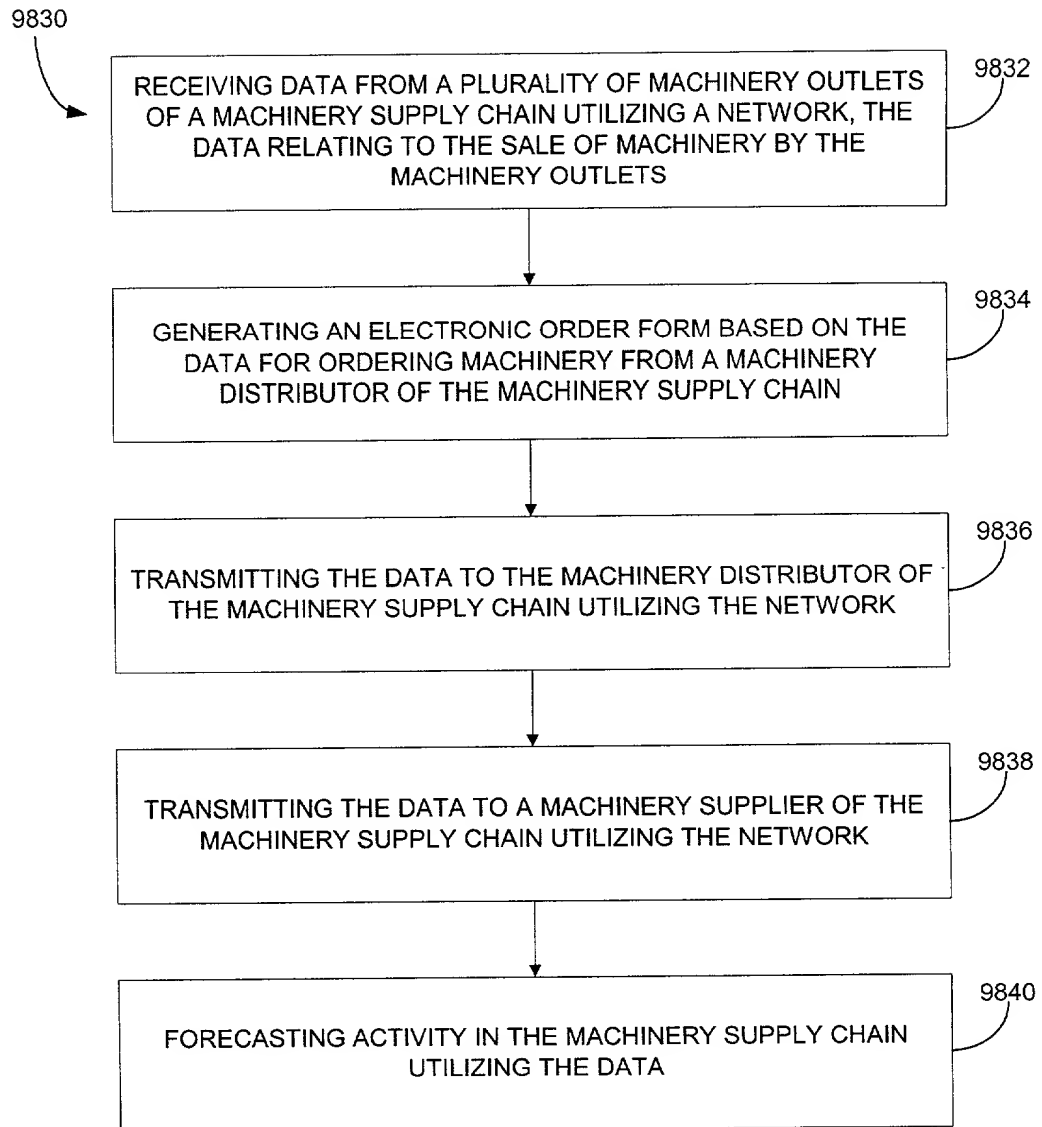 9830
9832
RECEIVING DATA FROM A PLURALITY OF MACHINERY OUTLETS
OF A MACHINERY SUPPLY CHAIN UTILIZING A NETWORK, THE
DATA RELATING TO THE SALE OF MACHINERY BY THE
MACHINERY OUTLETS
9834
GENERATING AN ELECTRONIC ORDER FORM BASED ON THE
DATA FOR ORDERING MACHINERY FROM A MACHINERY
DISTRIBUTOR OF THE MACHINERY SUPPLY CHAIN
9836
TRANSMITTING THE DATA TO THE MACHINERY DISTRIBUTOR OF
THE MACHINERY SUPPLY CHAIN UTILIZING THE NETWORK
9838
TRANSMITTING THE DATA TO A MACHINERY SUPPLIER OF THE
MACHINERY SUPPLY CHAIN UTILIZING THE NETWORK
9840
FORECASTING ACTIVITY IN THE MACHINERY SUPPLY CHAIN
UTILIZING THE DATA